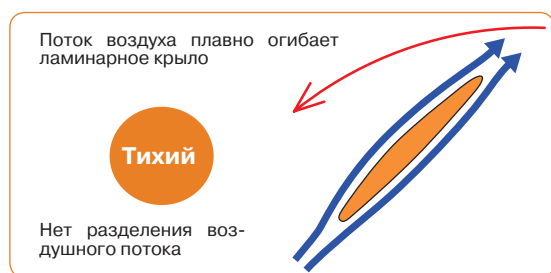 Поток воздуха плавно огибает
ламинарное крыло
Тихий
Нет разделения воз-
душного потока